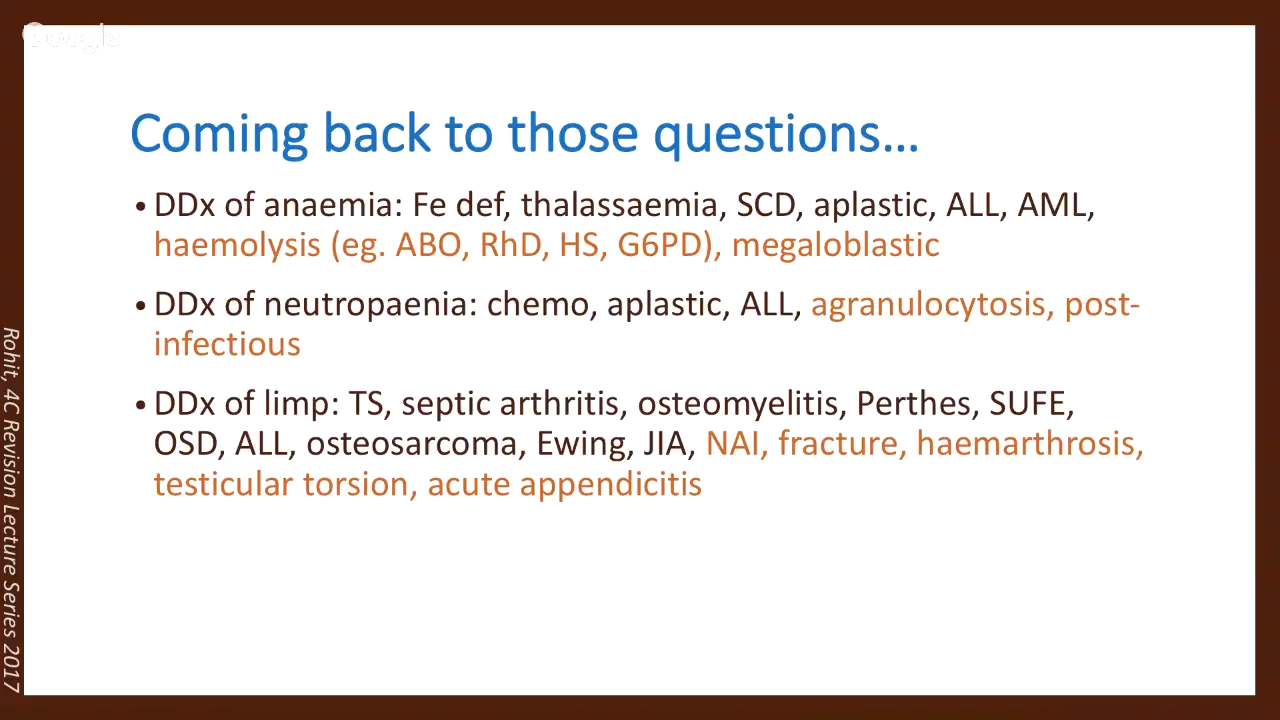 Google
Coming back to those questions...
• DDx of anaemia: Fe def, thalassaemia, SCD, aplastic, ALL, AML,
haemolysis (eg. ABO, RhD, HS, G6PD), megaloblastic
• DDx of neutropaenia: chemo, aplastic, ALL, agranulocytosis, post-
infectious
• DDx of limp: TS, septic arthritis, osteomyelitis, Perthes, SUFE,
OSD, ALL, osteosarcoma, Ewing, JIA, NAI, fracture, haemarthrosis,
testicular torsion, acute appendicitis
Rohit, 4C Revision Lecture Series 2017